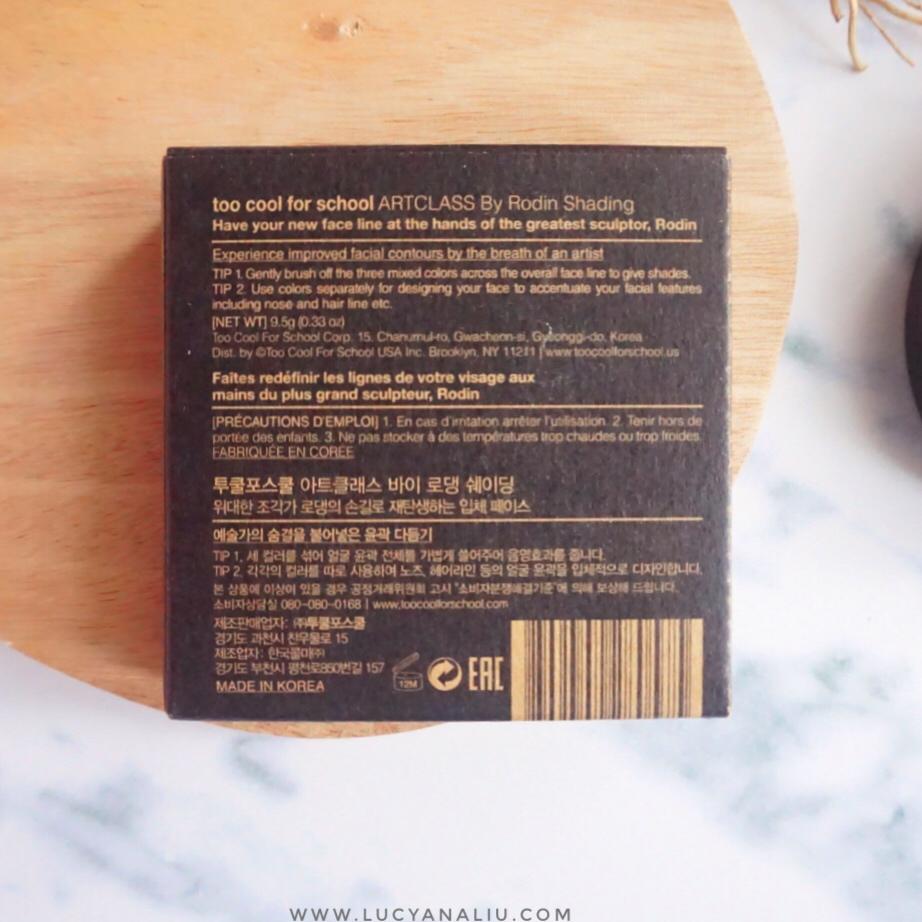 too cool for school ARTCLASS By Rodin Shading
Have your new face line at the hands of the greatest sculptor, Rodin
Experience improved facial contours by the breath of an artist
TIP 1. Gently brush off the three mixed colors across the overall face line to give shades.
TIP 2. Use colors separately for designing your face to accentuate your facial features
including nose and hair line etc.
[NET WT] 9.5g (0.33 oz)
Too Cool For School Corp. 15. Chanumul-ro, Gwacheon-si, Gyeonggi-do, Korea
Dist. by ©Too Cool For School USA Inc. Brooklyn, NY 11211 | www.toocoolforschool.us
Faîtes redéfinir les lignes de votre visage aux
mains du plus grand sculpteur, Rodin
[PRÉCAUTIONS D'EMPLOI] 1. En cas d'irritation arrêter l'utilisation. 2. Tenir hors de
portée des enfants. 3. Ne pas stocker à des températures trop chaudes ou trop froides.
FABRIQUÉE EN CORÉE
투쿨포스쿨 아트클래스 바이 로댕 쉐이딩
위대한 조각가 로댕의 손길로 재탄생하는 입체 페이스
예술가의 숨결을 불어넣은 윤곽 다듬기
TIP 1. 세 컬러를 섞어 얼굴 윤곽 전체를 가볍게 쓸어주어 음영효과를 줍니다.
TIP 2. 각각의 컬러를 따로 사용하여 노즈, 헤어라인 등의 얼굴 윤곽을 입체적으로 디자인합니다.
본 상품에 이상이 있을 경우 공정거래위원회 고시 "소비자분쟁해결기준"에 의해 보상해 드립니다.
소비자상담실 080-080-0168 | www.toocoolforschool.com
제조판매업자: ㈜투쿨포스쿨
경기도 과천시 찬우물로 15
제조업자: 한국콜마㈜
경기도 부천시 평천로850번길 157
MADE IN KOREA
12M
EAC
WWW.LUCYANALIU.COM